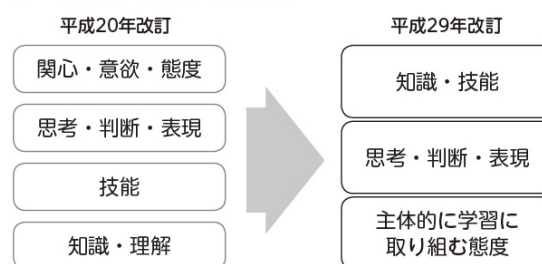 平成20年改訂
関心・意欲・態度
思考・判断・表現
技能
知識・理解
平成29年改訂
知識・技能
思考・判断・表現
主体的に学習に
取り組む態度